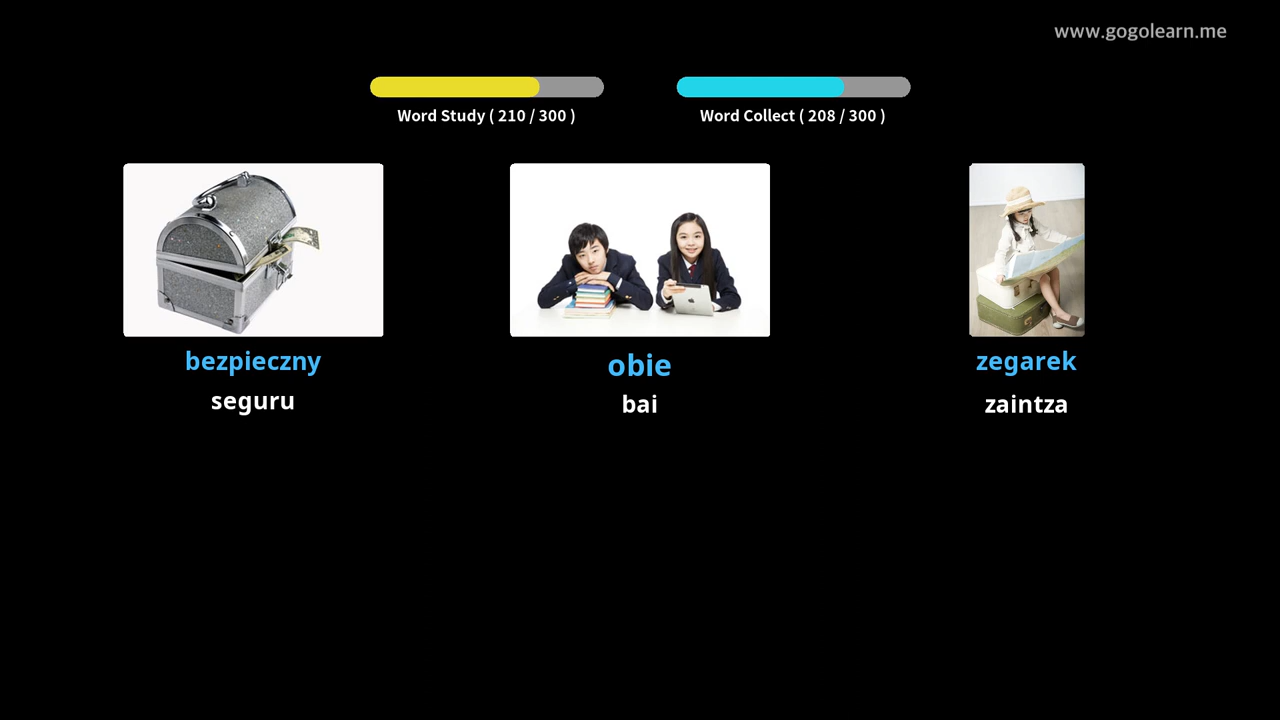 www.gogolearn.me
Word Study ( 210 / 300 )
Word Collect ( 208 / 300 )
bezpieczny
obie
zegarek
seguru
bai
zaintza